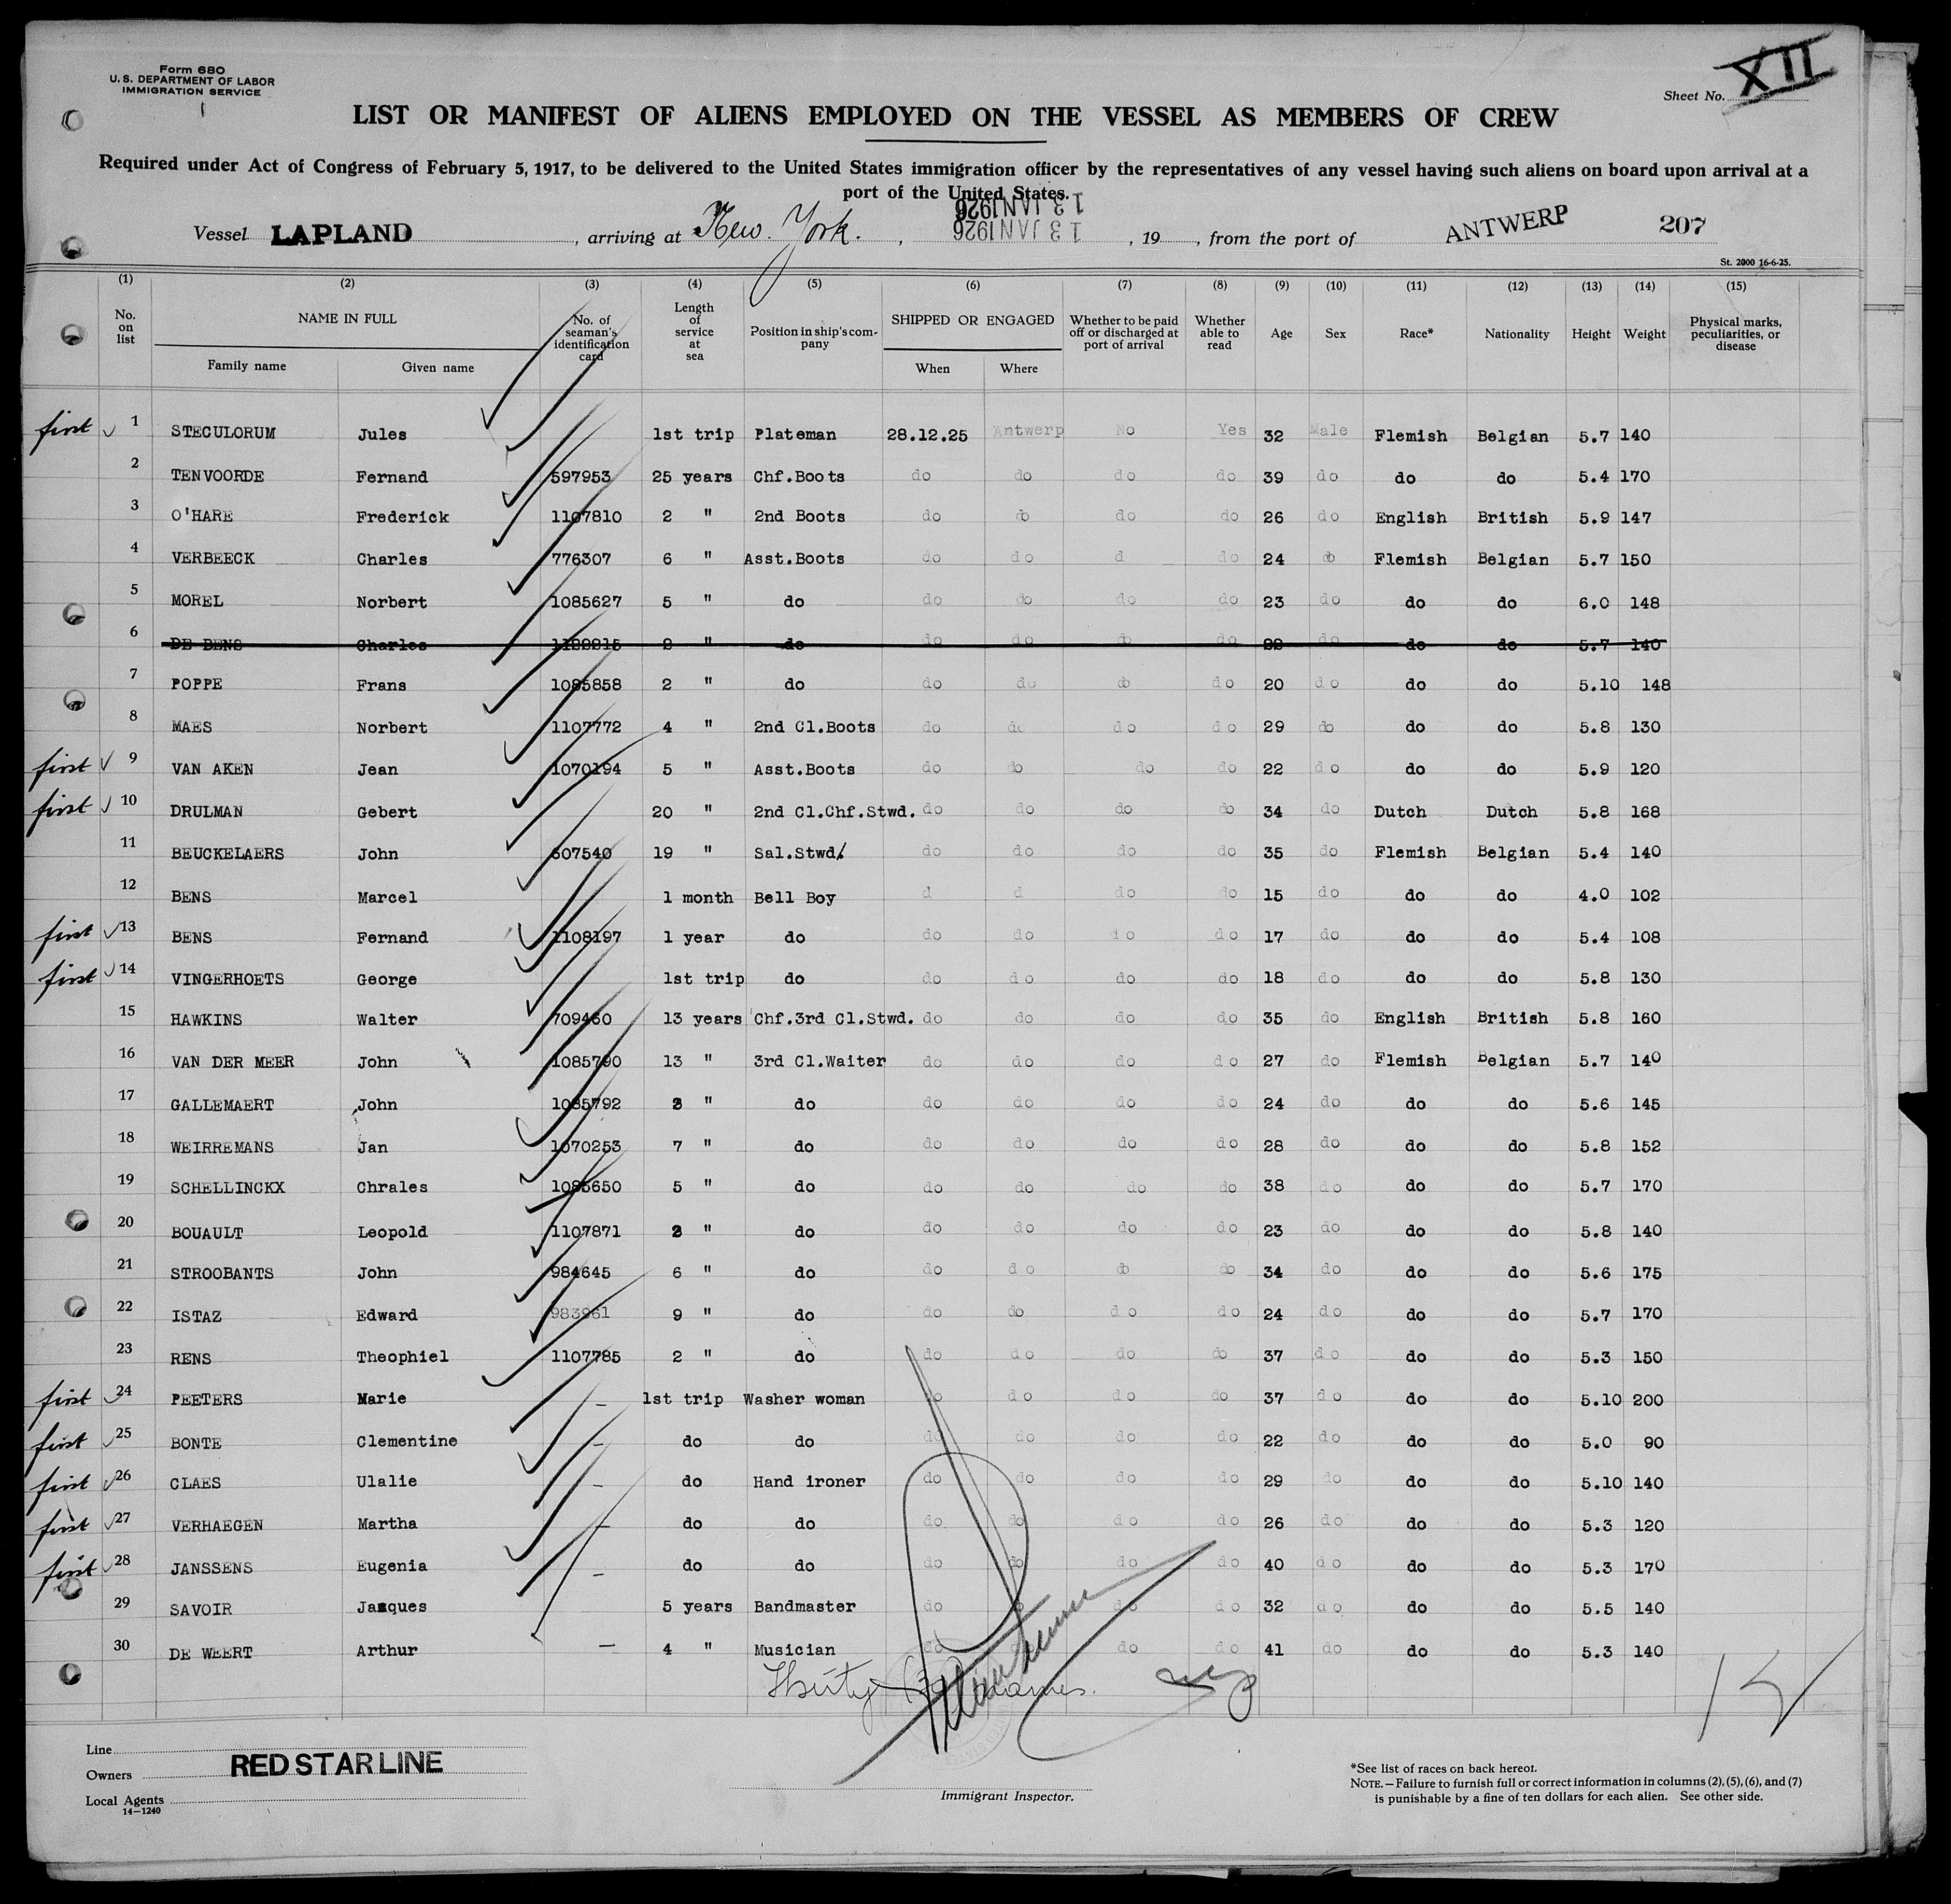 Form 680
U. S. DEPARTMENT OF LABOR
IMMIGRATION SERVICE
Sheet No. XII
LIST OR MANIFEST OF ALIENS EMPLOYED ON THE VESSEL AS MEMBERS OF CREW
Required under Act of Congress of February 5, 1917, to be delivered to the United States immigration officer by the representatives of any vessel having such aliens on board upon arrival at a
port of the United States.
13 JAN 1926
Vessel LAPLAND, arriving at New York., 13 JAN 1926, 19, from the port of ANTWERP 207
St. 2000 16-6-25.
(1) (2) (3) (4) (5) (6) (7) (8) (9) (10) (11) (12) (13) (14) (15)
No. on list NAME IN FULL No. of seaman's identification card Length of service at sea Position in ship's company SHIPPED OR ENGAGED Whether to be paid off or discharged at port of arrival Whether able to read Age Sex Race* Nationality Height Weight Physical marks, peculiarities, or disease
Family name Given name When Where
first 1 STECULORUM Jules 1st trip Plateman 28.12.25 Antwerp No Yes 32 Male Flemish Belgian 5.7 140
2 TENVOORDE Fernand 597953 25 years Chf.Boots do do do do 39 do do do 5.4 170
3 O'HARE Frederick 1107810 2 " 2nd Boots do do do do 26 do English British 5.9 147
4 VERBEECK Charles 776307 6 " Asst.Boots do do d do 24 do Flemish Belgian 5.7 150
5 MOREL Norbert 1085627 5 " do do do do do 23 do do do 6.0 148
6 DE BENS Charles 1122215 2 " do do do do do 22 do do do 5.7 140
7 POPPE Frans 1085858 2 " do do do do do 20 do do do 5.10 148
8 MAES Norbert 1107772 4 " 2nd Cl.Boots do do do do 29 do do do 5.8 130
first 9 VAN AKEN Jean 1070194 5 " Asst.Boots do do do do 22 do do do 5.9 120
first 10 DRULMAN Gebert 20 " 2nd Cl.Chf.Stwd. do do do do 34 do Dutch Dutch 5.8 168
11 BEUCKELAERS John 607540 19 " Sal.Stwd. do do do do 35 do Flemish Belgian 5.4 140
12 BENS Marcel 1 month Bell Boy d d do do 15 do do do 4.0 102
first 13 BENS Fernand 1108197 1 year do do do do do 17 do do do 5.4 108
first 14 VINGERHOETS George 1st trip do do do do do 18 do do do 5.8 130
15 HAWKINS Walter 709460 13 years Chf.3rd Cl.Stwd. do do do do 35 do English British 5.8 160
16 VAN DER MEER John 1085790 13 " 3rd Cl.Waiter do do do do 27 do Flemish Belgian 5.7 140
17 GALLEMAERT John 1085792 3 " do do do do do 24 do do do 5.6 145
18 WEIRREMANS Jan 1070253 7 " do do do do do 28 do do do 5.8 152
19 SCHELLINCKX Chrales 1085650 5 " do do do do do 38 do do do 5.7 170
20 BOUAULT Leopold 1107871 " do do do do do 23 do do do 5.8 140
21 STROOBANTS John 984645 6 " do do do do do 34 do do do 5.6 175
22 ISTAZ Edward 983961 9 " do do do do do 24 do do do 5.7 170
23 RENS Theophiel 1107785 2 " do do do do do 37 do do do 5.3 150
first 24 PEETERS Marie – 1st trip Washer woman do do do do 37 do do do 5.10 200
first 25 BONTE Clementine – do do do do do do 22 do do do 5.0 90
first 26 CLAES Ulalie – do Hand ironer do do do do 29 do do do 5.10 140
first 27 VERHAEGEN Martha – do do do do do do 26 do do do 5.3 120
first 28 JANSSENS Eugenia – do do do do do do 40 do do do 5.3 170
29 SAVOIR Jacques 5 years Bandmaster do do do do 32 do do do 5.5 140
30 DE WEERT Arthur – 4 " Musician do do do do 41 do do do 5.3 140
Thirty (30) names.
Line
Owners RED STAR LINE
Local Agents
14—1240
Immigrant Inspector.
*See list of races on back hereof.
NOTE.—Failure to furnish full or correct information in columns (2), (5), (6), and (7)
is punishable by a fine of ten dollars for each alien. See other side.